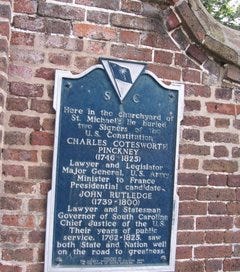 S C
Here in the churchyard of
St. Michael's lie buried
two Signers of the
U.S. Constitution
CHARLES COTESWORTH
PINCKNEY
(1746-1825)
Lawyer and Legislator
Major General, U.S. Army
Minister to France
Presidential candidate
JOHN RUTLEDGE
(1739-1800)
Lawyer and Statesman
Governor of South Carolina
Chief Justice of the U.S.
Their years of public
service, 1762-1825, saw
both State and Nation well
on the road to greatness.